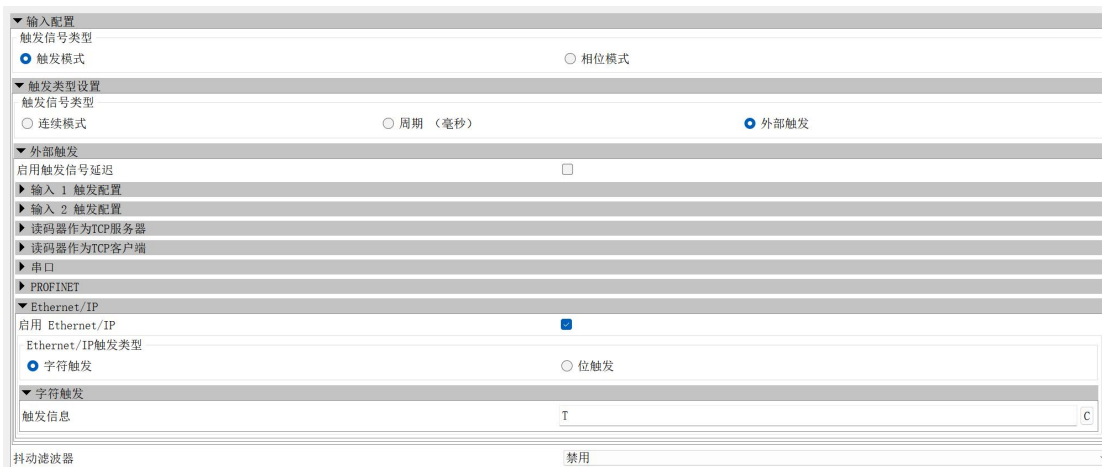 输入配置
触发信号类型
触发模式 相位模式
触发类型设置
触发信号类型
连续模式 周期 （毫秒） 外部触发
外部触发
启用触发信号延迟
输入 1 触发配置
输入 2 触发配置
读码器作为TCP服务器
读码器作为TCP客户端
串口
PROFINET
Ethernet/IP
启用 Ethernet/IP
Ethernet/IP触发类型
字符触发 位触发
字符触发
触发信息 T C
抖动滤波器 禁用